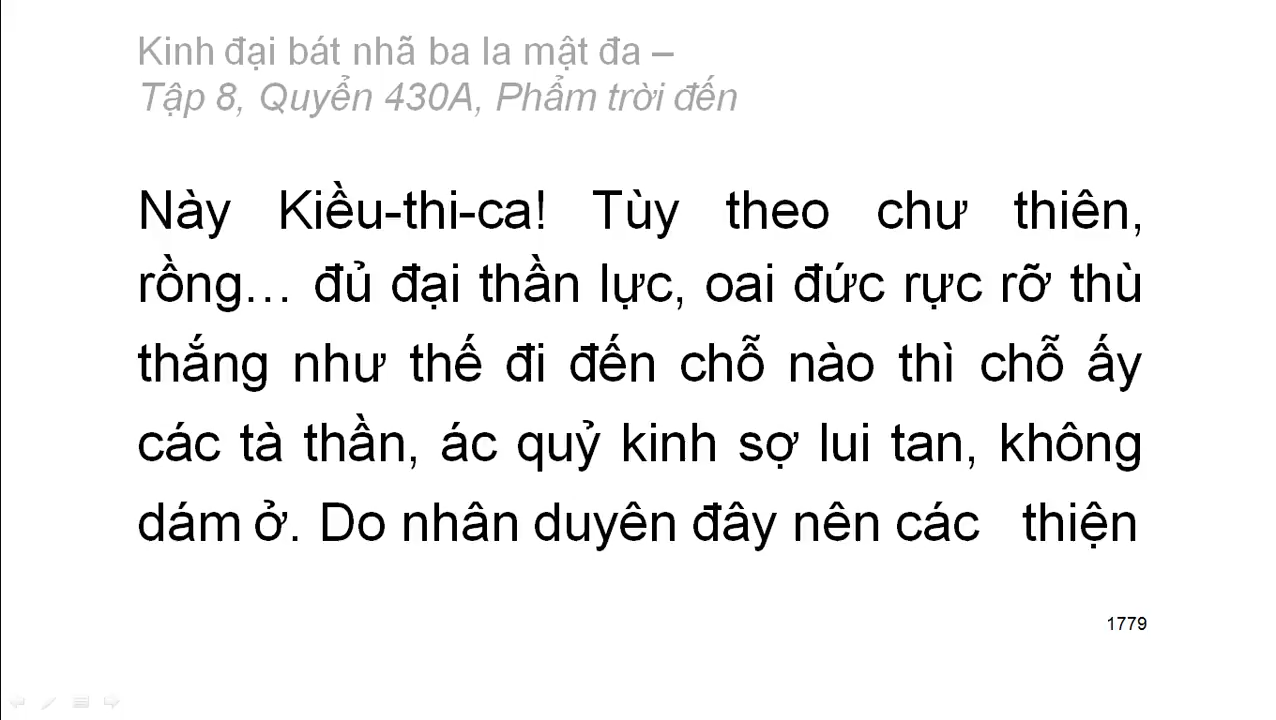 Kinh đại bát nhã ba la mật đa –
Tập 8, Quyển 430A, Phẩm trời đến
Này Kiều-thi-ca! Tùy theo chư thiên,
rồng… đủ đại thần lực, oai đức rực rỡ thù
thắng như thế đi đến chỗ nào thì chỗ ấy
các tà thần, ác quỷ kinh sợ lui tan, không
dám ở. Do nhân duyên đây nên các thiện
1779